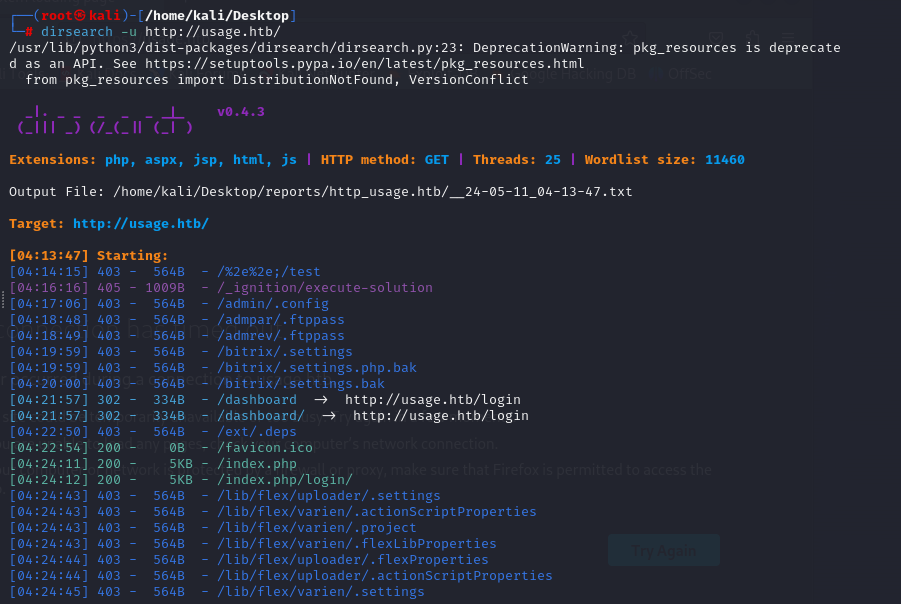 (root㉿kali)-[/home/kali/Desktop]
# dirsearch -u http://usage.htb/
/usr/lib/python3/dist-packages/dirsearch/dirsearch.py:23: DeprecationWarning: pkg_resources is deprecate
d as an API. See https://setuptools.pypa.io/en/latest/pkg_resources.html
  from pkg_resources import DistributionNotFound, VersionConflict
v0.4.3
Extensions: php, aspx, jsp, html, js | HTTP method: GET | Threads: 25 | Wordlist size: 11460
Output File: /home/kali/Desktop/reports/http_usage.htb/__24-05-11_04-13-47.txt
Target: http://usage.htb/
[04:13:47] Starting:
[04:14:15] 403 -  564B  - /%2e%2e;/test
[04:16:16] 405 - 1009B  - /_ignition/execute-solution
[04:17:06] 403 -  564B  - /admin/.config
[04:18:48] 403 -  564B  - /admpar/.ftppass
[04:18:49] 403 -  564B  - /admrev/.ftppass
[04:19:59] 403 -  564B  - /bitrix/.settings
[04:19:59] 403 -  564B  - /bitrix/.settings.php.bak
[04:20:00] 403 -  564B  - /bitrix/.settings.bak
[04:21:57] 302 -  334B  - /dashboard  ->  http://usage.htb/login
[04:21:57] 302 -  334B  - /dashboard/  ->  http://usage.htb/login
[04:22:50] 403 -  564B  - /ext/.deps
[04:22:54] 200 -    0B  - /favicon.ico
[04:24:11] 200 -    5KB - /index.php
[04:24:12] 200 -    5KB - /index.php/login/
[04:24:43] 403 -  564B  - /lib/flex/uploader/.settings
[04:24:43] 403 -  564B  - /lib/flex/varien/.actionScriptProperties
[04:24:43] 403 -  564B  - /lib/flex/varien/.project
[04:24:43] 403 -  564B  - /lib/flex/varien/.flexLibProperties
[04:24:44] 403 -  564B  - /lib/flex/uploader/.flexProperties
[04:24:44] 403 -  564B  - /lib/flex/uploader/.actionScriptProperties
[04:24:45] 403 -  564B  - /lib/flex/varien/.settings
Try Again